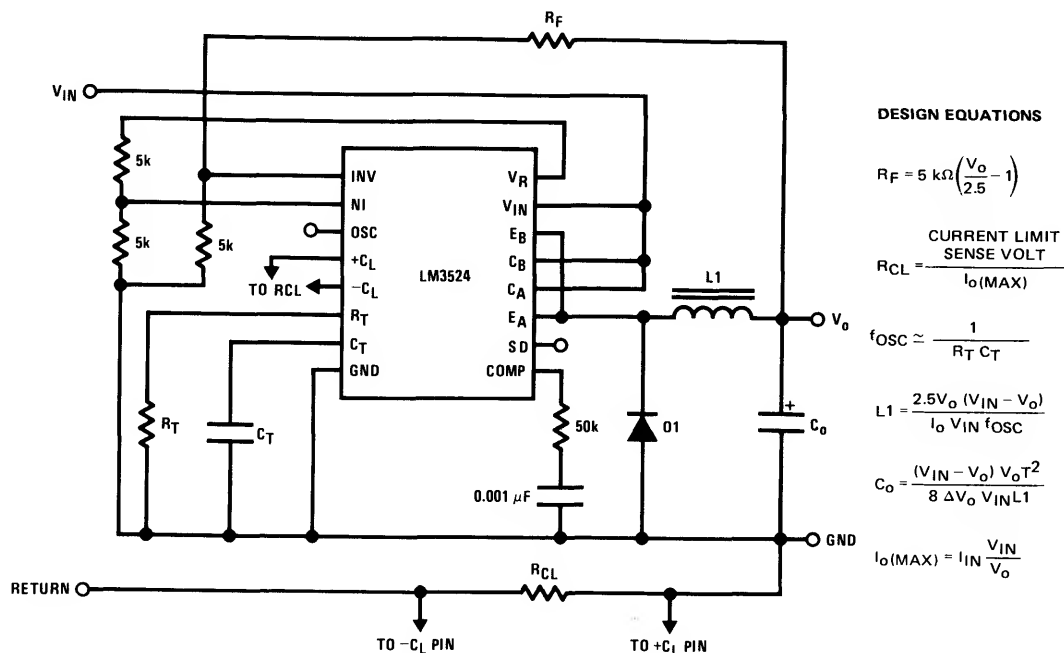 R_F
V_IN
DESIGN EQUATIONS
5k
R_F = 5 kΩ(V_o/2.5 − 1)
INV
V_R
NI
V_IN
OSC
E_B
5k
5k
+C_L
LM3524
C_B
L1
R_CL = CURRENT LIMIT SENSE VOLT / I_o(MAX)
TO RCL
−C_L
C_A
R_T
E_A
V_o
C_T
SD
f_OSC ≃ 1 / R_T C_T
GND
COMP
R_T
C_T
50k
D1
+
C_o
L1 = 2.5V_o (V_IN − V_o) / I_o V_IN f_OSC
0.001 μF
C_o = (V_IN − V_o) V_o T² / 8 ΔV_o V_IN L1
GND
I_o(MAX) = I_IN V_IN / V_o
R_CL
RETURN
TO −C_L PIN
TO +C_L PIN